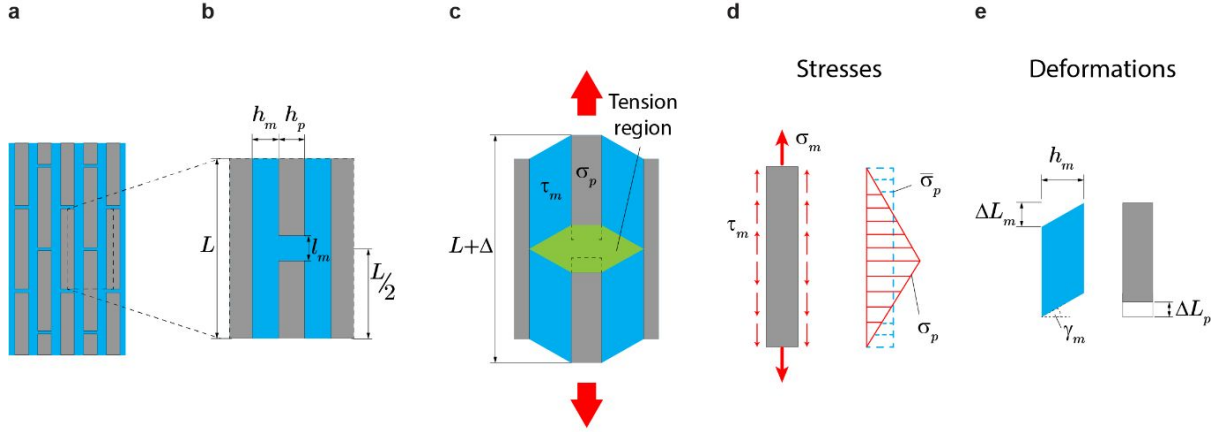 a
b
c
d
e
Stresses
Deformations
h_m
h_p
L
l_m
L/2
Tension
region
τ_m
σ_p
L+Δ
σ_m
τ_m
σ̅_p
σ_p
h_m
ΔL_m
γ_m
ΔL_p